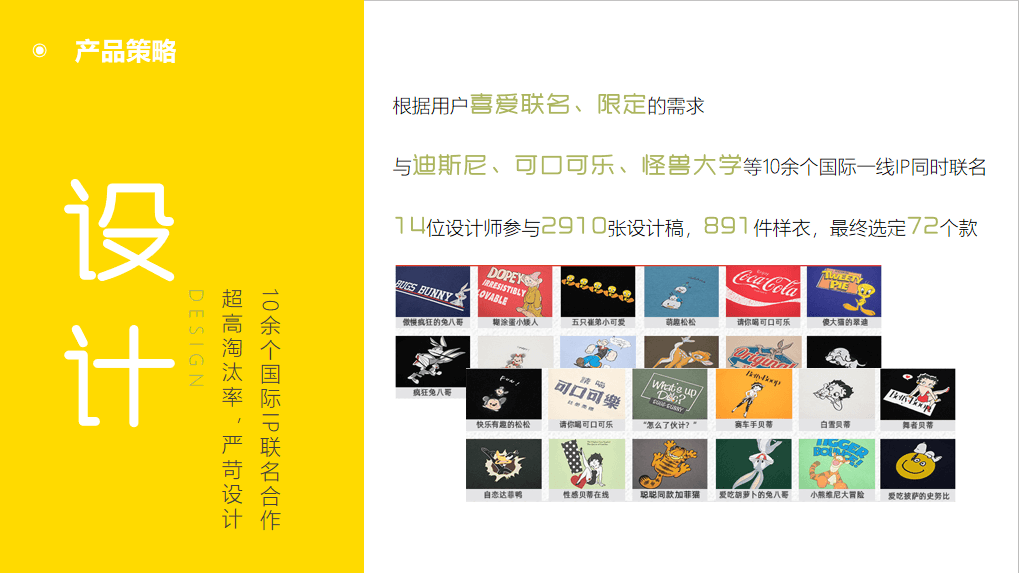 产品策略
设计
DESIGN
超高淘汰率，严苛设计
10余个国际IP联名合作
根据用户喜爱联名、限定的需求
与迪斯尼、可口可乐、怪兽大学等10余个国际一线IP同时联名
14位设计师参与2910张设计稿，891件样衣，最终选定72个款
BUGS BUNNY
DOPEY
IRRESISTIBLY
LOVABLE
Enjoy
Coca-Cola
TWEETY
PIE
傲慢疯狂的兔八哥
糊涂蛋小矮人
五只崔弟小可爱
萌趣松松
请你喝可口可乐
傻大猫的翠迪
Original
疯狂兔八哥
請喝
可口可樂
What's up
Doc?
BUGS BUNNY
Betty Boop
Betty Boop
快乐有趣的松松
请你喝可口可乐
“怎么了伙计？”
赛车手贝蒂
白雪贝蒂
舞者贝蒂
TIGGER
自恋达菲鸭
性感贝蒂在线
聪聪同款加菲猫
爱吃胡萝卜的兔八哥
小熊维尼大冒险
爱吃披萨的史努比